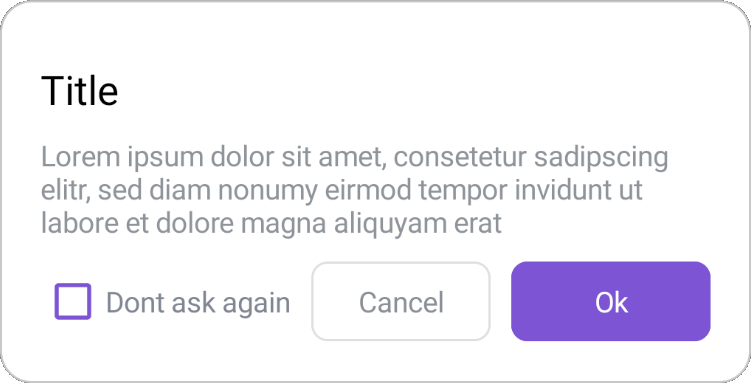 Title
Lorem ipsum dolor sit amet, consetetur sadipscing
elitr, sed diam nonumy eirmod tempor invidunt ut
labore et dolore magna aliquyam erat
Dont ask again
Cancel
Ok